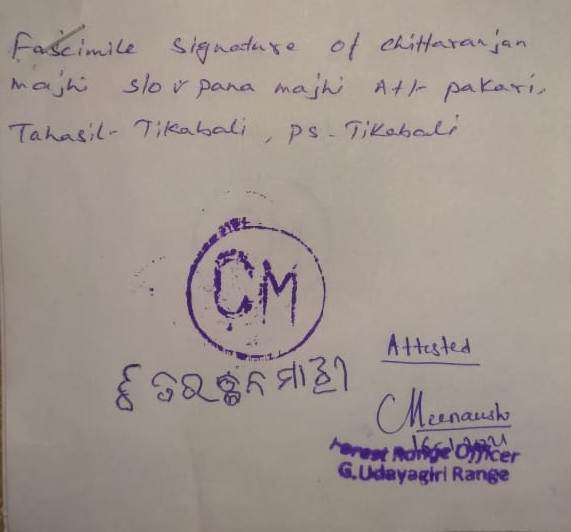 Fascimile signature of chittaranjan
majhi s/o rpana majhi At/- pakari,
Tahasil- Tikabali, PS - Tikabali
CM
ଚିତରଞ୍ଜନ ମାଝୀ
Attested
Forest Range Officer
G.Udayagiri Range